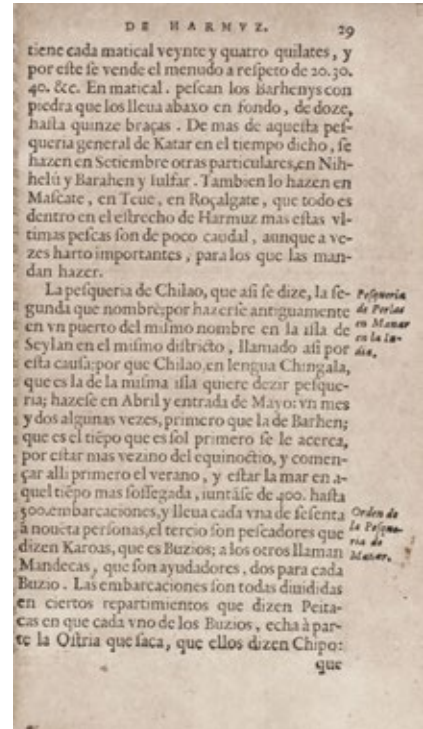 DE HARMVZ. 29
tiene cada matical veynte y quatro quilates, y
por eſte ſe vende el menudo a reſpeto de 20.30.
40. &c. En matical. peſcan los Barhenys con
piedra que los lleua abaxo en fondo, de doze,
haſta quinze braças. De mas de aqueſta peſ-
queria general de Katar en el tiempo dicho, ſe
hazen en Setiembre otras particulares, en Nih-
helú y Barahen y Iulfar. Tambien lo hazen en
Maſcate, en Teue, en Roçalgate, que todo es
dentro en el eſtrecho de Harmuz mas eſtas vl-
timas peſcas ſon de poco caudal, aunque a ve-
zes harto importantes, para los que las man-
dan hazer.
La peſqueria de Chilao, que aſi ſe dize, la ſe-
gunda que nombrè; por hazerſe antiguamente
en vn puerto del miſmo nombre en la isla de
Seylan en el miſmo diſtricto, llamado aſi por
eſta cauſa: por que Chilao, en lengua Chingala,
que es la de la miſma iſla quiere dezir peſque-
ria; hazeſe en Abril y entrada de Mayo: vn mes
y dos algunas vezes, primero que la de Barhen;
que es el tiẽpo que es ſol primero ſe le acerca,
por eſtar mas vezino del equinoctio, y comen-
çar alli primero el verano, y eſtar la mar en a-
quel tiẽpo mas ſoſſegada, iuntáſe de 400. haſta
500. embarcaciones, y lleua cada vna de ſeſenta
à nouẽta perſonas, el tercio ſon peſcadores que
dizen Karoas, que es Buzios; a los otros llaman
Mandecas, que ſon ayudadores, dos para cada
Buzio. Las embarcaciones ſon todas diuididas
en ciertos repartimientos que dizen Peita-
cas en que cada vno de los Buzios, echa à par-
te la Oſtria que ſaca, que ellos dizen Chipo:
que
Peſqueria
de Perlas
en Manar
en la In-
dia.
Orden de
la Peſque-
ria de
Manar.